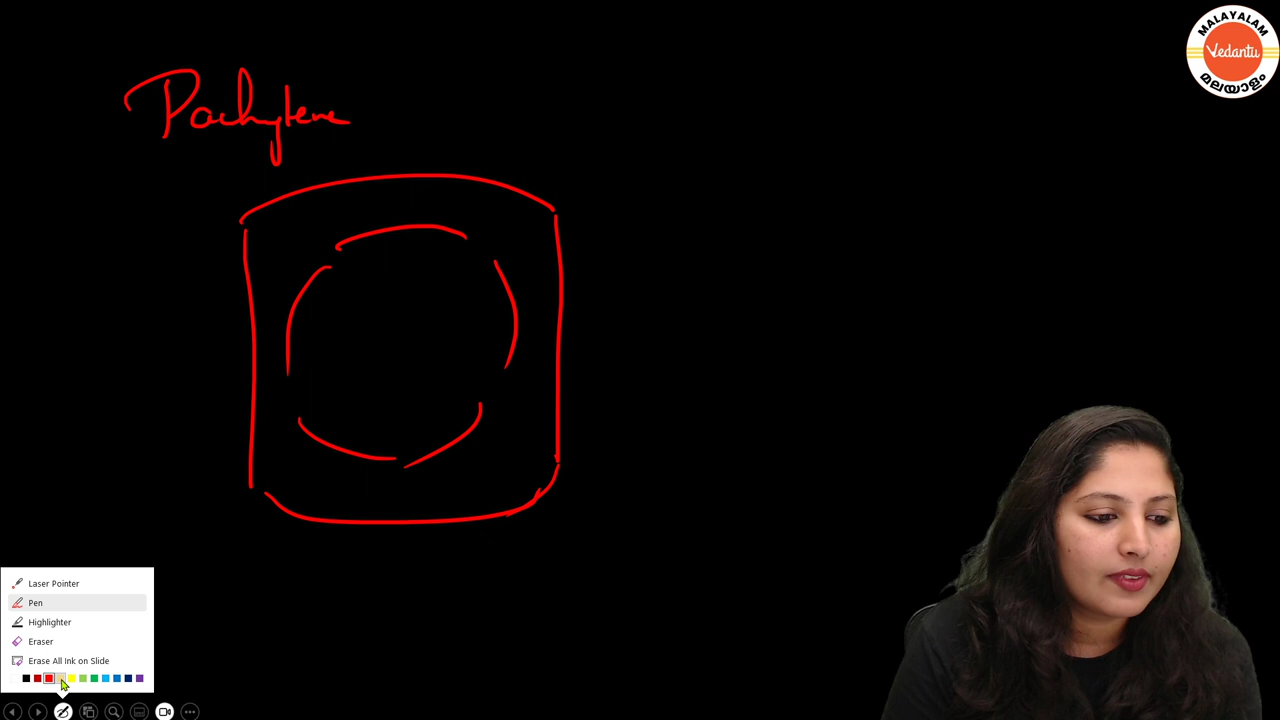 MALAYALAM
Vedantu
മലയാളം
Pachytene
Laser Pointer
Pen
Highlighter
Eraser
Erase All Ink on Slide